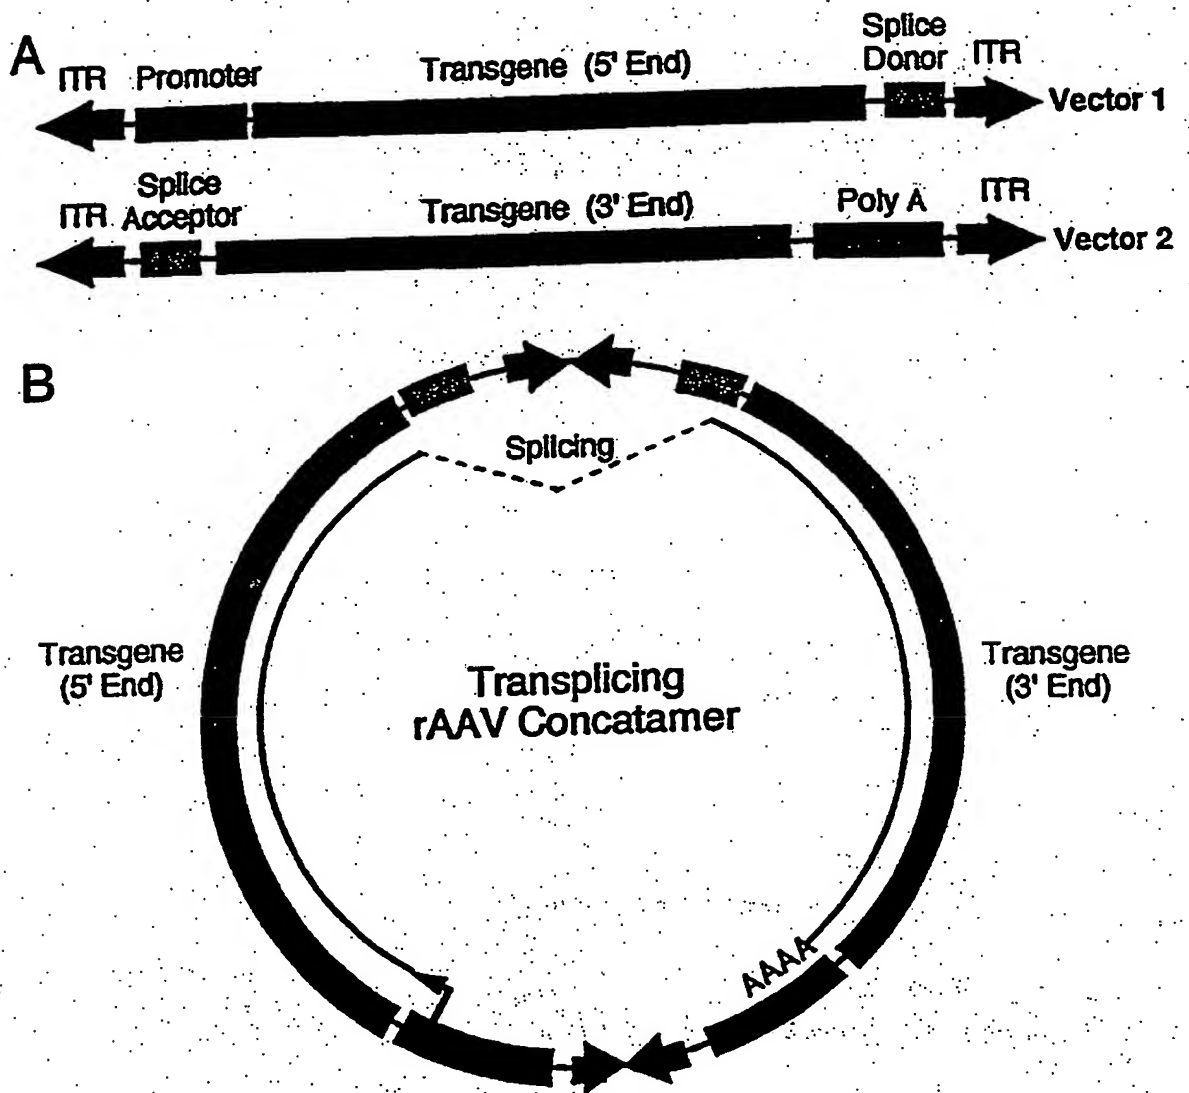 A
ITR
Promoter
Transgene (5' End)
Splice
Donor
ITR
Vector 1
ITR
Splice
Acceptor
Transgene (3' End)
Poly A
ITR
Vector 2
B
Splicing
Transgene
(5' End)
Transplicing
rAAV Concatamer
Transgene
(3' End)
AAAA